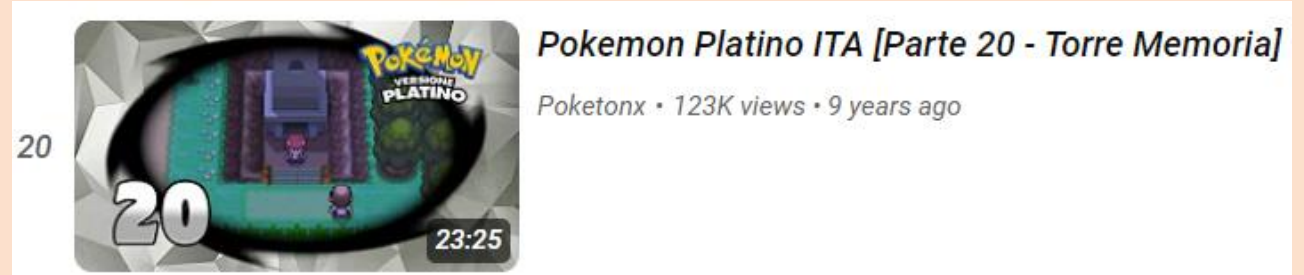 Pokemon Platino ITA [Parte 20 - Torre Memoria]
Poketonx • 123K views • 9 years ago
20
POKÉMON
VERSIONE
PLATINO
20
23:25